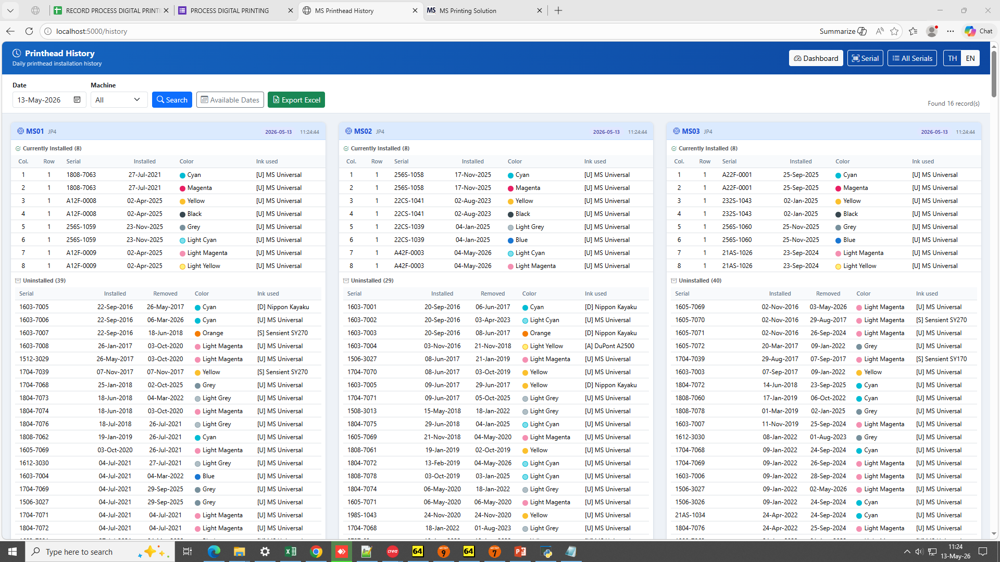 RECORD PROCESS DIGITAL PRINTI
PROCESS DIGITAL PRINTING
MS Printhead History
MS MS Printing Solution
localhost:5000/history
Summarize
Chat
Printhead History
Daily printhead installation history
Dashboard
Serial
All Serials
TH
EN
Date
Machine
13-May-2026
All
Search
Available Dates
Export Excel
Found 16 record(s)
MS01 JP4 2026-05-13 11:24:44
Currently Installed (8)
Col. Row Serial Installed Color Ink used
1 1 1808-7063 27-Jul-2021 Cyan [U] MS Universal
2 1 1808-7063 27-Jul-2021 Magenta [U] MS Universal
3 1 A12F-0008 02-Apr-2025 Yellow [U] MS Universal
4 1 A12F-0008 02-Apr-2025 Black [U] MS Universal
5 1 256S-1059 23-Nov-2025 Grey [U] MS Universal
6 1 256S-1059 23-Nov-2025 Light Cyan [U] MS Universal
7 1 A12F-0009 02-Apr-2025 Light Magenta [U] MS Universal
8 1 A12F-0009 02-Apr-2025 Light Yellow [U] MS Universal
Uninstalled (39)
Serial Installed Removed Color Ink used
1603-7005 22-Sep-2016 26-May-2017 Cyan [D] Nippon Kayaku
1603-7006 22-Sep-2016 06-Mar-2026 Cyan [U] MS Universal
1603-7007 22-Sep-2016 18-Jun-2018 Orange [S] Sensient SY270
1603-7008 26-Jan-2017 03-Oct-2020 Light Magenta [U] MS Universal
1512-3029 26-May-2017 03-Oct-2020 Light Magenta [U] MS Universal
1704-7039 07-Nov-2017 07-Nov-2017 Yellow [S] Sensient SY270
1704-7068 25-Jan-2018 02-Oct-2025 Grey [U] MS Universal
1804-7073 18-Jun-2018 04-Mar-2022 Light Grey [U] MS Universal
1804-7074 18-Jun-2018 03-Oct-2020 Light Magenta [U] MS Universal
1804-7076 18-Jul-2018 26-Jul-2021 Light Grey [U] MS Universal
1808-7062 19-Jan-2019 26-Jul-2021 Cyan [U] MS Universal
1605-7069 03-Oct-2020 26-Jul-2021 Light Magenta [U] MS Universal
1612-3030 04-Jul-2021 27-Jul-2021 Light Grey [U] MS Universal
1603-7004 04-Jul-2021 04-Mar-2022 Blue [U] MS Universal
1704-7069 04-Jul-2021 29-Sep-2025 Grey [U] MS Universal
1506-3027 04-Jul-2021 29-Sep-2025 Grey [U] MS Universal
1704-7071 04-Jul-2021 04-Jul-2021 Light Magenta [U] MS Universal
1804-7072 04-Jul-2021 04-Jul-2021 Light Magenta [U] MS Universal
MS02 JP4 2026-05-13 11:24:44
Currently Installed (8)
Col. Row Serial Installed Color Ink used
1 1 256S-1058 17-Nov-2025 Cyan [U] MS Universal
2 1 256S-1058 17-Nov-2025 Magenta [U] MS Universal
3 1 22CS-1041 02-Aug-2023 Yellow [U] MS Universal
4 1 22CS-1041 02-Aug-2023 Black [U] MS Universal
5 1 22CS-1039 04-Jan-2025 Light Grey [U] MS Universal
6 1 22CS-1039 04-Jan-2025 Blue [U] MS Universal
7 1 A42F-0003 04-May-2026 Light Cyan [U] MS Universal
8 1 A42F-0003 04-May-2026 Light Magenta [U] MS Universal
Uninstalled (29)
Serial Installed Removed Color Ink used
1603-7001 20-Sep-2016 06-Jun-2017 Cyan [D] Nippon Kayaku
1603-7002 20-Sep-2016 03-Apr-2023 Light Cyan [U] MS Universal
1603-7003 20-Sep-2016 08-Jun-2017 Orange [D] Nippon Kayaku
1603-7004 03-Nov-2016 21-Nov-2018 Light Yellow [A] DuPont A2500
1506-3027 08-Jun-2017 21-Jan-2019 Light Magenta [U] MS Universal
1704-7070 08-Jun-2017 03-Oct-2019 Yellow [U] MS Universal
1603-7005 09-Jun-2017 29-Jun-2017 Yellow [D] Nippon Kayaku
1704-7071 09-Jun-2017 05-Oct-2025 Light Grey [U] MS Universal
1508-3013 15-May-2018 18-Jan-2022 Light Grey [U] MS Universal
1804-7075 29-Jun-2018 04-Jan-2025 Light Cyan [U] MS Universal
1605-7069 21-Nov-2018 04-May-2020 Light Magenta [U] MS Universal
1808-7061 19-Jan-2019 02-Oct-2019 Yellow [U] MS Universal
1804-7072 13-Feb-2019 04-May-2026 Light Cyan [U] MS Universal
1808-7078 03-Oct-2019 03-Jan-2025 Light Cyan [U] MS Universal
1804-7074 06-May-2020 18-Jan-2022 Light Grey [U] MS Universal
1605-7071 06-May-2020 06-May-2020 Light Magenta [U] MS Universal
198S-1043 24-Nov-2020 24-Nov-2020 Yellow [U] MS Universal
1704-7068 18-Jan-2022 01-Aug-2023 Light Grey [U] MS Universal
MS03 JP4 2026-05-13 11:24:44
Currently Installed (8)
Col. Row Serial Installed Color Ink used
1 1 A22F-0001 25-Sep-2025 Cyan [U] MS Universal
2 1 A22F-0001 25-Sep-2025 Magenta [U] MS Universal
3 1 232S-1043 02-Jan-2025 Yellow [U] MS Universal
4 1 232S-1043 02-Jan-2025 Black [U] MS Universal
5 1 256S-1060 25-Nov-2025 Grey [U] MS Universal
6 1 256S-1060 25-Nov-2025 Blue [U] MS Universal
7 1 21AS-1026 23-Sep-2024 Light Magenta [U] MS Universal
8 1 21AS-1026 23-Sep-2024 Light Yellow [U] MS Universal
Uninstalled (40)
Serial Installed Removed Color Ink used
1605-7069 02-Nov-2016 03-May-2026 Light Magenta [U] MS Universal
1605-7070 02-Nov-2016 29-Aug-2017 Light Magenta [S] Sensient SY270
1605-7071 02-Nov-2016 26-Sep-2024 Light Magenta [U] MS Universal
1605-7072 20-Mar-2017 09-Jan-2022 Grey [U] MS Universal
1704-7039 29-Aug-2017 07-Sep-2017 Light Magenta [S] Sensient SY170
1603-7003 07-Sep-2017 09-Jan-2022 Yellow [U] MS Universal
1804-7072 14-Jun-2018 23-Sep-2025 Cyan [U] MS Universal
1808-7060 17-Jan-2019 06-Oct-2022 Cyan [U] MS Universal
1808-7078 01-Mar-2019 02-Jan-2025 Grey [U] MS Universal
1603-7007 11-Nov-2019 25-Sep-2024 Light Magenta [U] MS Universal
1612-3030 08-Jan-2022 01-Aug-2023 Grey [U] MS Universal
1704-7068 09-Jan-2022 24-Sep-2024 Cyan [U] MS Universal
1704-7069 09-Jan-2022 26-Sep-2024 Light Magenta [U] MS Universal
1603-7006 09-Jan-2022 28-Sep-2024 Light Magenta [U] MS Universal
1506-3027 09-Jan-2022 02-May-2026 Light Magenta [U] MS Universal
1506-3026 09-Jan-2022 24-Sep-2024 Cyan [U] MS Universal
21AS-1034 24-Apr-2022 24-Sep-2024 Cyan [U] MS Universal
1804-7076 24-Apr-2022 25-Sep-2024 Light Magenta [U] MS Universal
Type here to search
crea
64
9
64
7
11:24
13-May-26